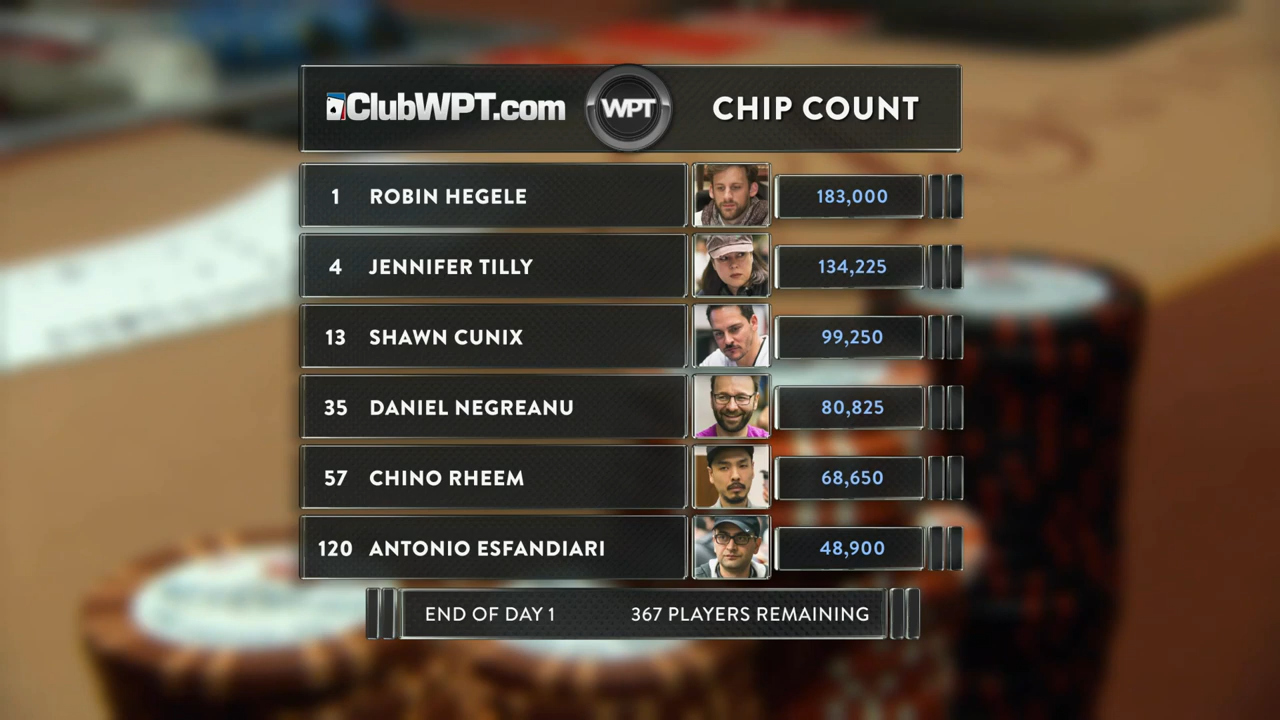 ClubWPT.com WPT CHIP COUNT
1 ROBIN HEGELE 183,000
4 JENNIFER TILLY 134,225
13 SHAWN CUNIX 99,250
35 DANIEL NEGREANU 80,825
57 CHINO RHEEM 68,650
120 ANTONIO ESFANDIARI 48,900
END OF DAY 1 367 PLAYERS REMAINING